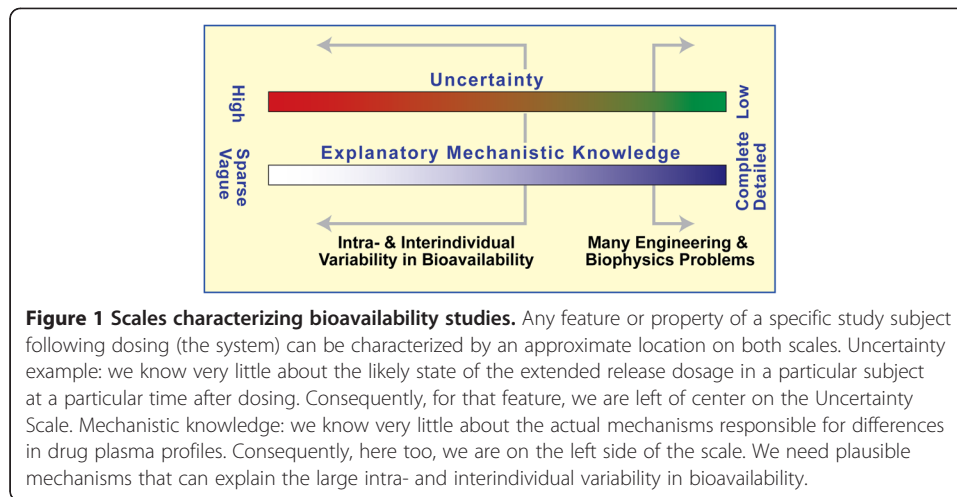 Uncertainty
High
Low
Explanatory Mechanistic Knowledge
Sparse
Vague
Complete
Detailed
Intra- & Interindividual
Variability in Bioavailability
Many Engineering &
Biophysics Problems
Figure 1 Scales characterizing bioavailability studies. Any feature or property of a specific study subject
following dosing (the system) can be characterized by an approximate location on both scales. Uncertainty
example: we know very little about the likely state of the extended release dosage in a particular subject
at a particular time after dosing. Consequently, for that feature, we are left of center on the Uncertainty
Scale. Mechanistic knowledge: we know very little about the actual mechanisms responsible for differences
in drug plasma profiles. Consequently, here too, we are on the left side of the scale. We need plausible
mechanisms that can explain the large intra- and interindividual variability in bioavailability.